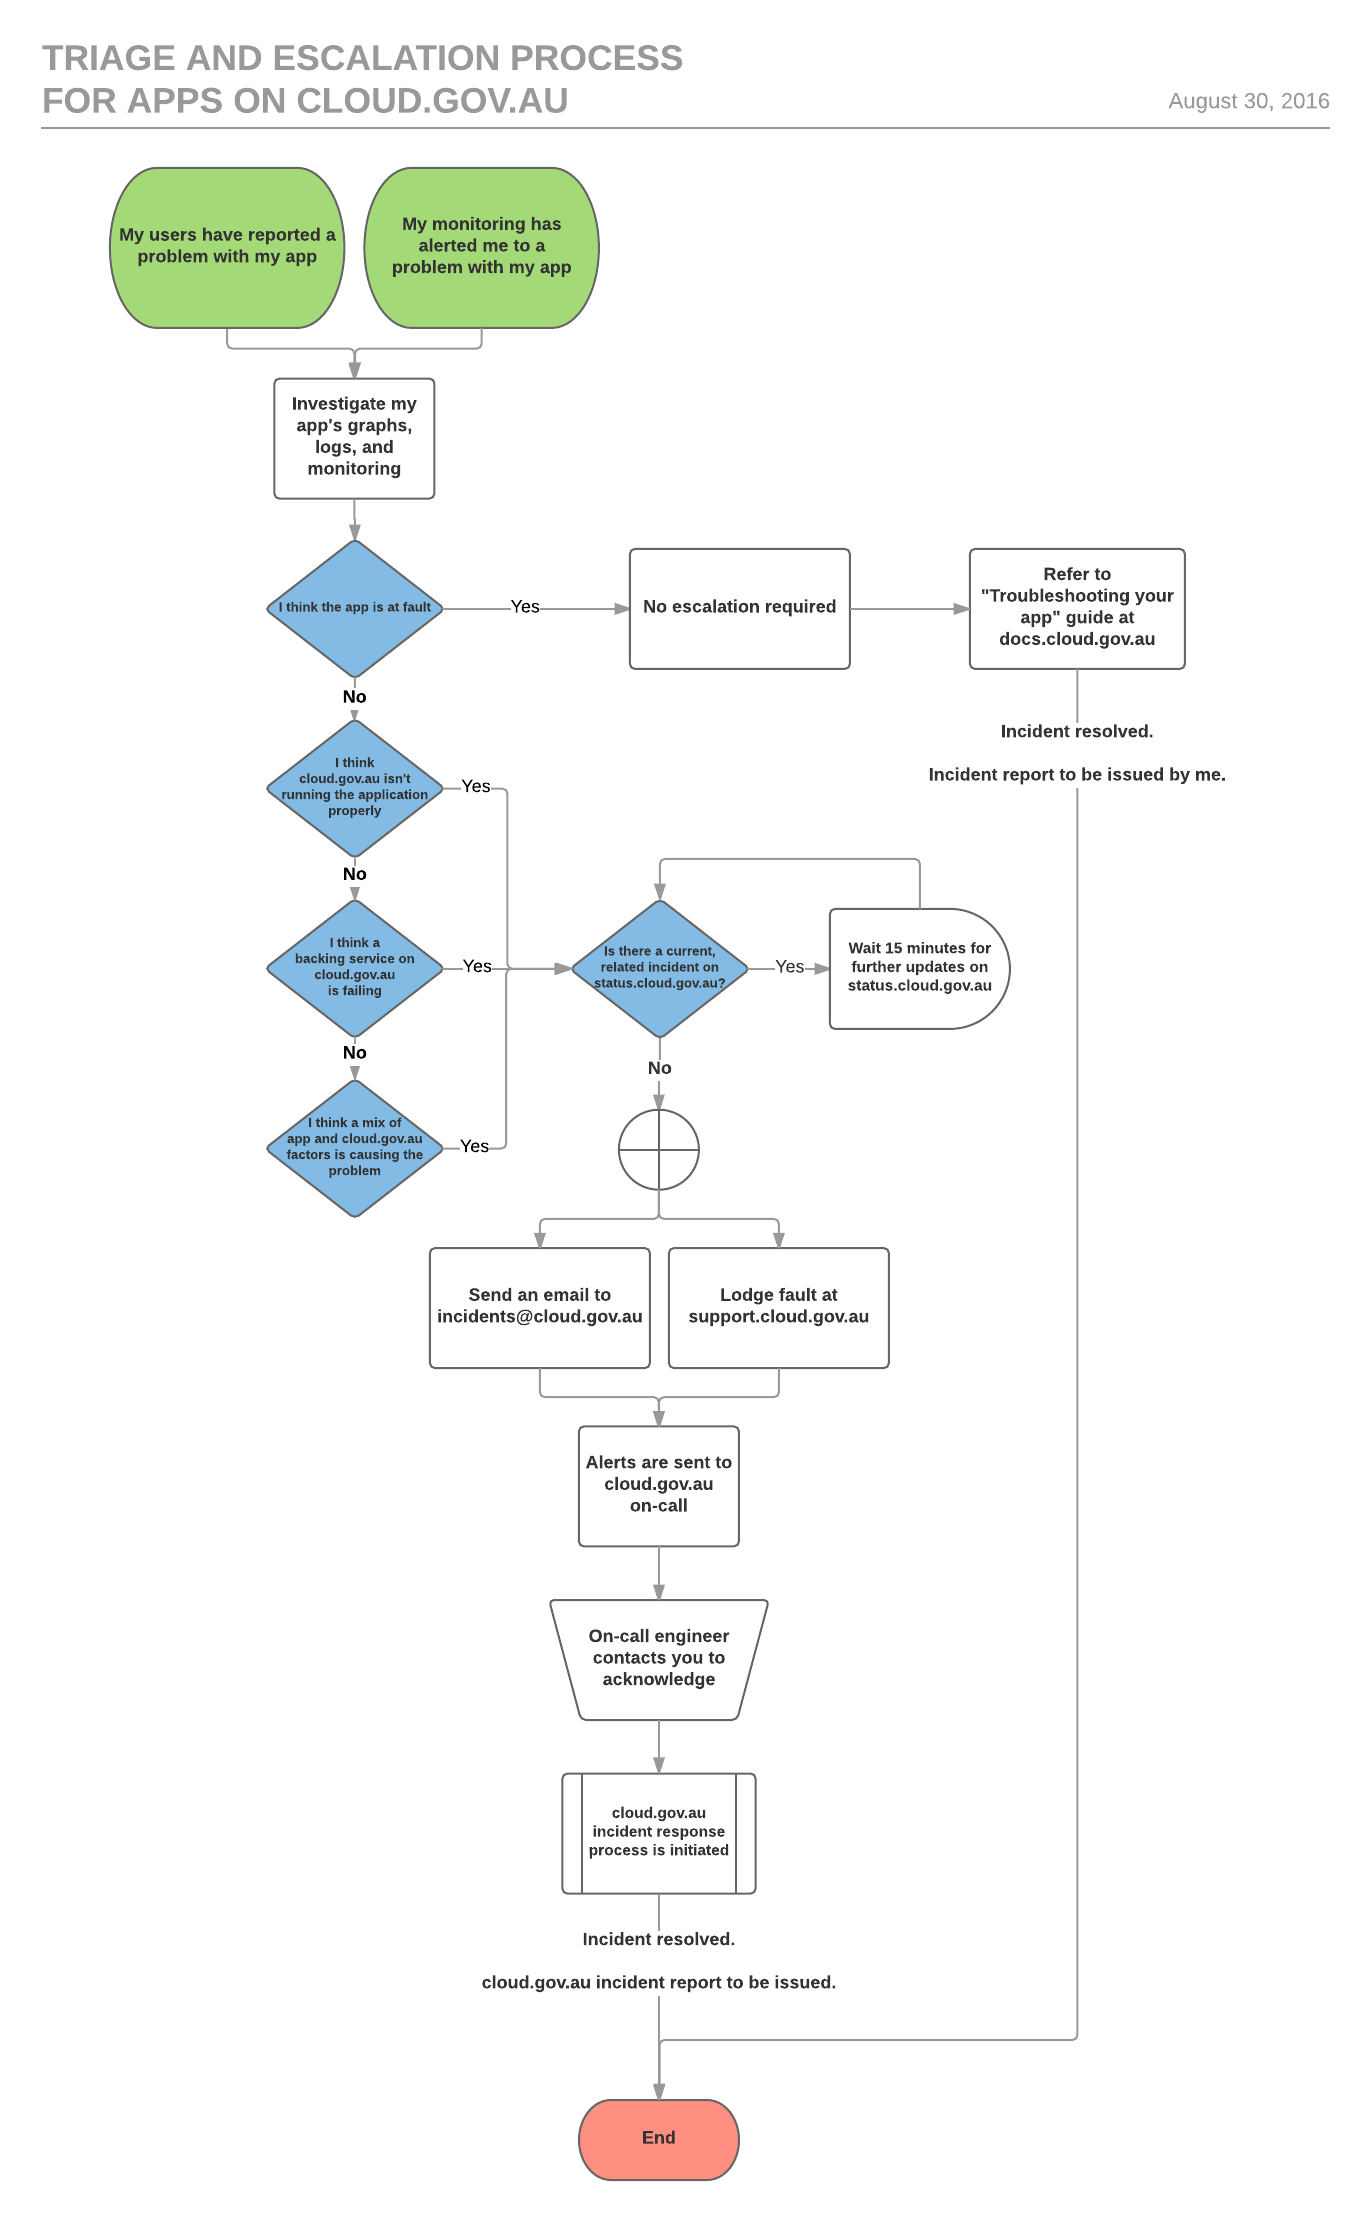 TRIAGE AND ESCALATION PROCESS
FOR APPS ON CLOUD.GOV.AU
August 30, 2016
My users have reported a
problem with my app
My monitoring has
alerted me to a
problem with my app
Investigate my
app's graphs,
logs, and
monitoring
I think the app is at fault
Yes
No escalation required
Refer to
"Troubleshooting your
app" guide at
docs.cloud.gov.au
No
Incident resolved.
Incident report to be issued by me.
I think
cloud.gov.au isn't
running the application
properly
Yes
No
I think a
backing service on
cloud.gov.au
is failing
Yes
Is there a current,
related incident on
status.cloud.gov.au?
Yes
Wait 15 minutes for
further updates on
status.cloud.gov.au
No
No
I think a mix of
app and cloud.gov.au
factors is causing the
problem
Yes
Send an email to
incidents@cloud.gov.au
Lodge fault at
support.cloud.gov.au
Alerts are sent to
cloud.gov.au
on-call
On-call engineer
contacts you to
acknowledge
cloud.gov.au
incident response
process is initiated
Incident resolved.
cloud.gov.au incident report to be issued.
End